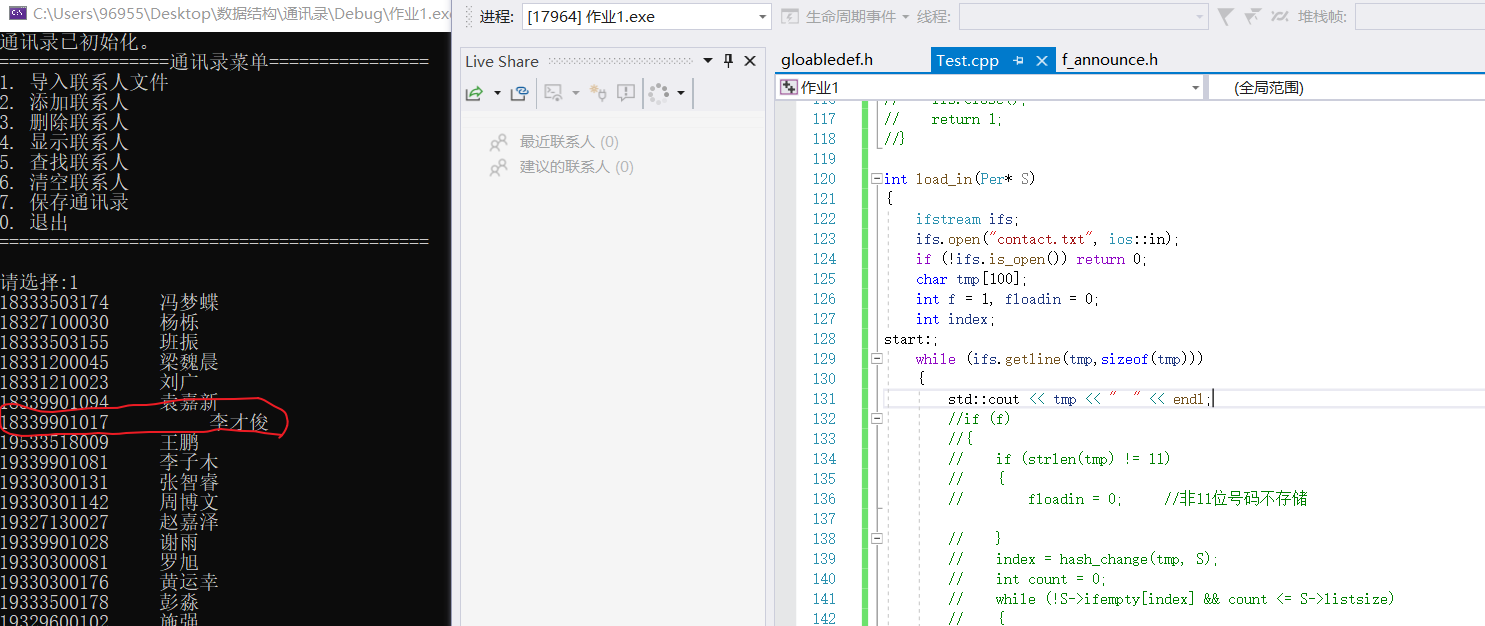 C:\Users\96955\Desktop\数据结构\通讯录\Debug\作业1.exe
通讯录已初始化。
=================通讯录菜单================
1. 导入联系人文件
2. 添加联系人
3. 删除联系人
4. 显示联系人
5. 查找联系人
6. 清空联系人
7. 保存通讯录
0. 退出
===========================================
请选择:1
18333503174 冯梦蝶
18327100030 杨栎
18333503155 班振
18331200045 梁魏晨
18331210023 刘广
18339901094 袁嘉新
18339901017 李才俊
19533518009 王鹏
19339901081 李子木
19330300131 张智睿
19330301142 周博文
19327130027 赵嘉泽
19339901028 谢雨
19330300081 罗旭
19330300176 黄运幸
19333500178 彭淼
19329600102 施强
进程: [17964] 作业1.exe 生命周期事件 线程: 堆栈帧:
Live Share
最近联系人 (0)
建议的联系人 (0)
gloabledef.h Test.cpp f_announce.h
作业1 (全局范围)
116 // ifs.close();
117 // return 1;
118 //}
119
120 int load_in(Per* S)
121 {
122 ifstream ifs;
123 ifs.open("contact.txt", ios::in);
124 if (!ifs.is_open()) return 0;
125 char tmp[100];
126 int f = 1, floadin = 0;
127 int index;
128 start:;
129 while (ifs.getline(tmp,sizeof(tmp)))
130 {
131 std::cout << tmp << "  " << endl;
132 //if (f)
133 //{
134 // if (strlen(tmp) != 11)
135 // {
136 // floadin = 0; //非11位号码不存储
137
138 // }
139 // index = hash_change(tmp, S);
140 // int count = 0;
141 // while (!S->ifempty[index] && count <= S->listsize)
142 // {